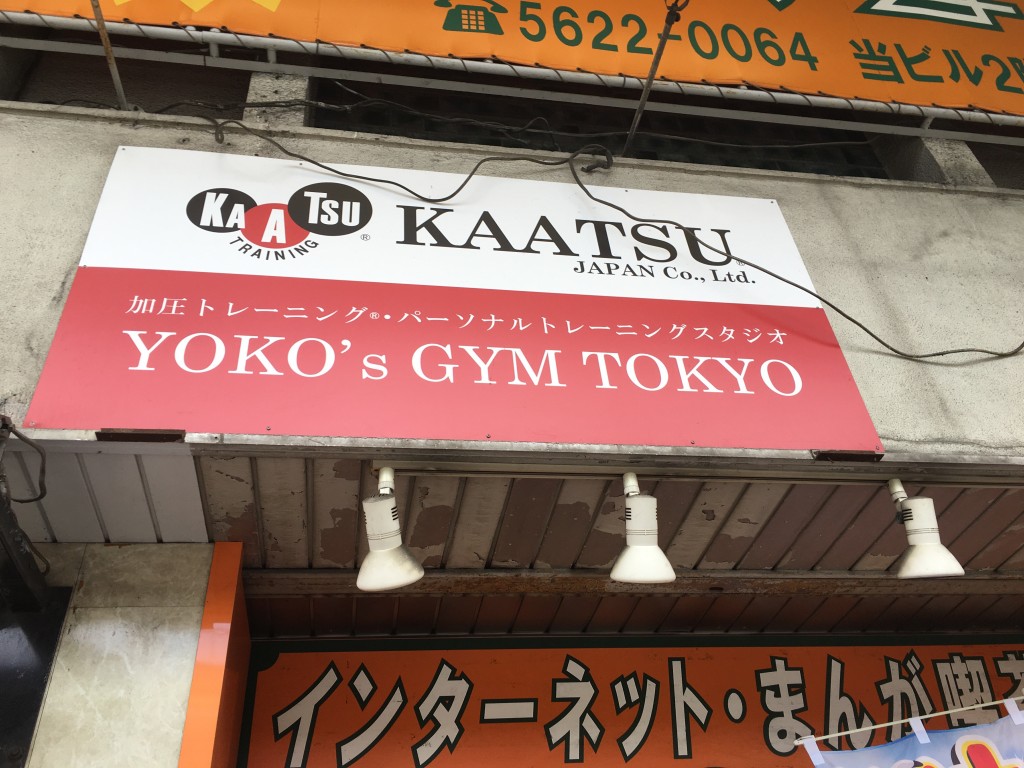 ☎5622-0064
当ビル2階
KAATSU
TRAINING®
KAATSU®
JAPAN Co., Ltd.
加圧トレーニング®・パーソナルトレーニングスタジオ
YOKO's GYM TOKYO
インターネット・まんが喫茶